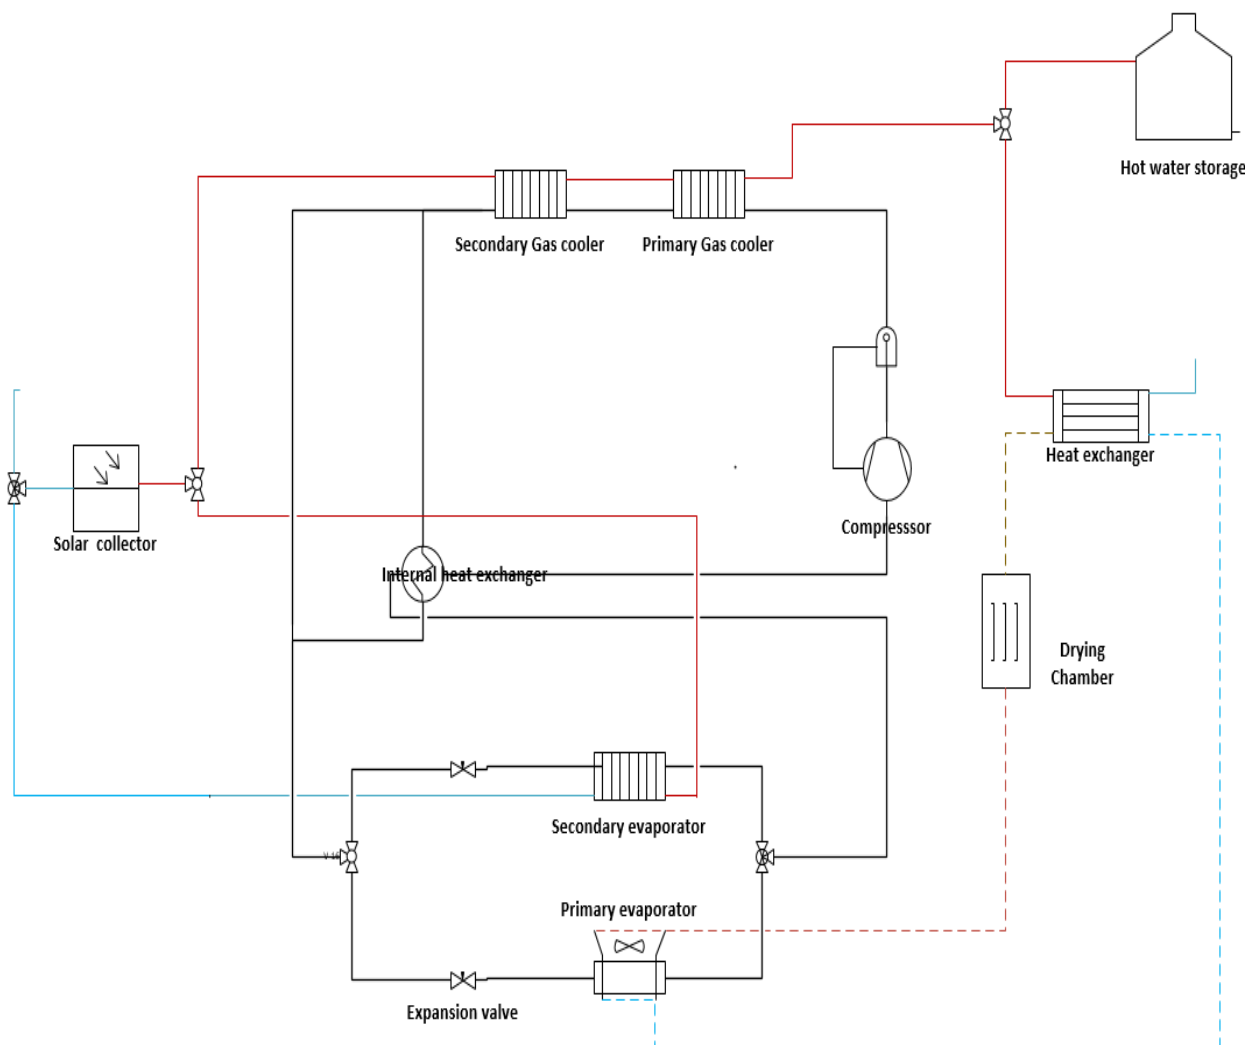 Hot water storage
Secondary Gas cooler
Primary Gas cooler
Heat exchanger
Compresssor
Solar collector
Internal heat exchanger
Drying
Chamber
Secondary evaporator
Primary evaporator
Expansion valve